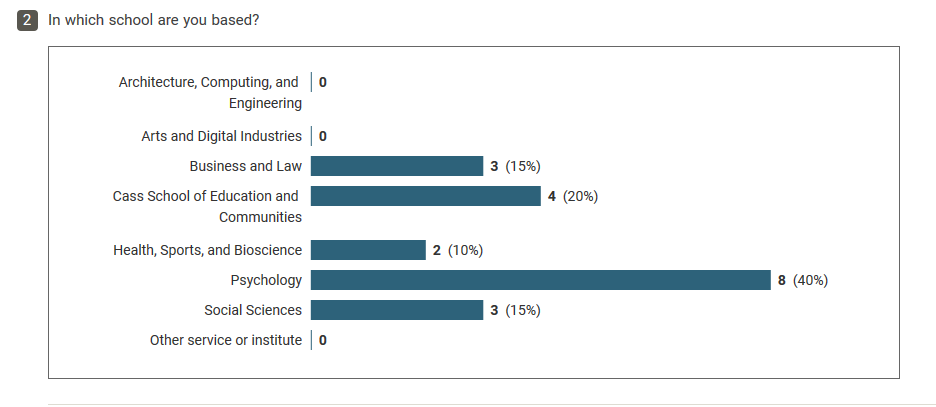 2 In which school are you based?
Architecture, Computing, and 0
Engineering
Arts and Digital Industries 0
Business and Law 3 (15%)
Cass School of Education and 4 (20%)
Communities
Health, Sports, and Bioscience 2 (10%)
Psychology 8 (40%)
Social Sciences 3 (15%)
Other service or institute 0